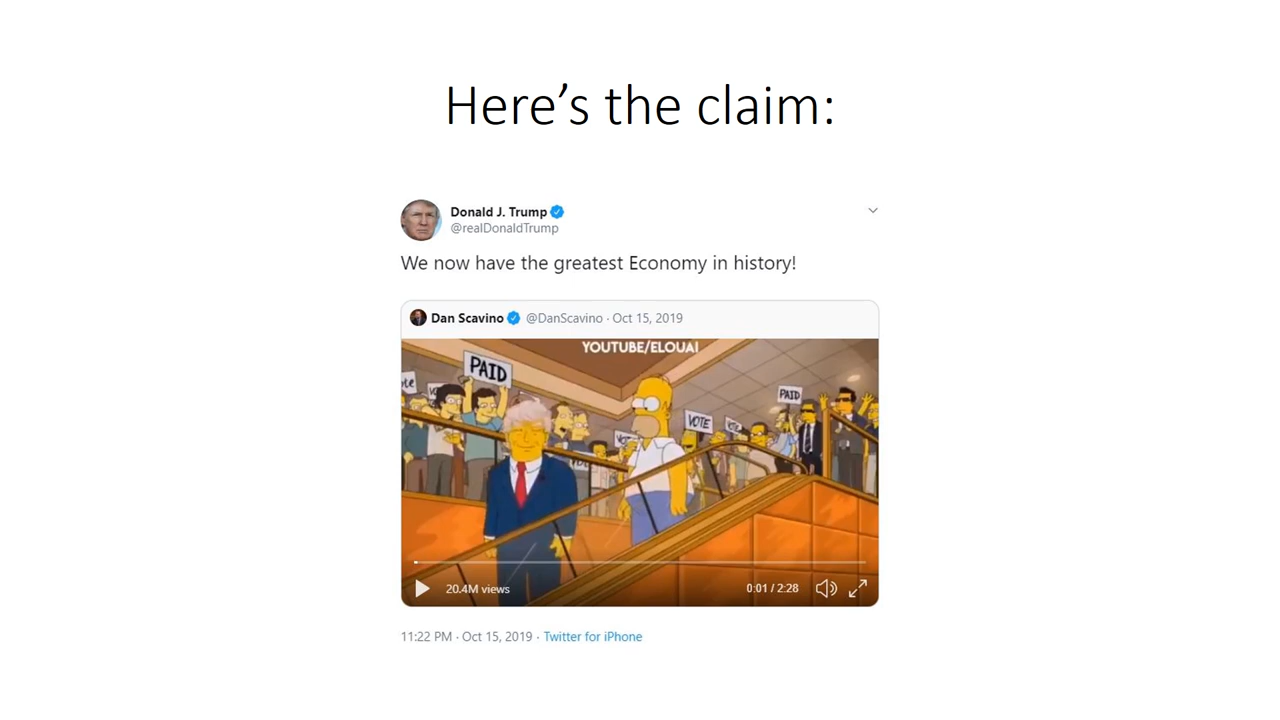 Here’s the claim:
Donald J. Trump
@realDonaldTrump
We now have the greatest Economy in history!
Dan Scavino @DanScavino · Oct 15, 2019
YOUTUBE/ELOUAI
PAID
PAID
VOTE
20.4M views
0:01 / 2:28
11:22 PM · Oct 15, 2019 · Twitter for iPhone